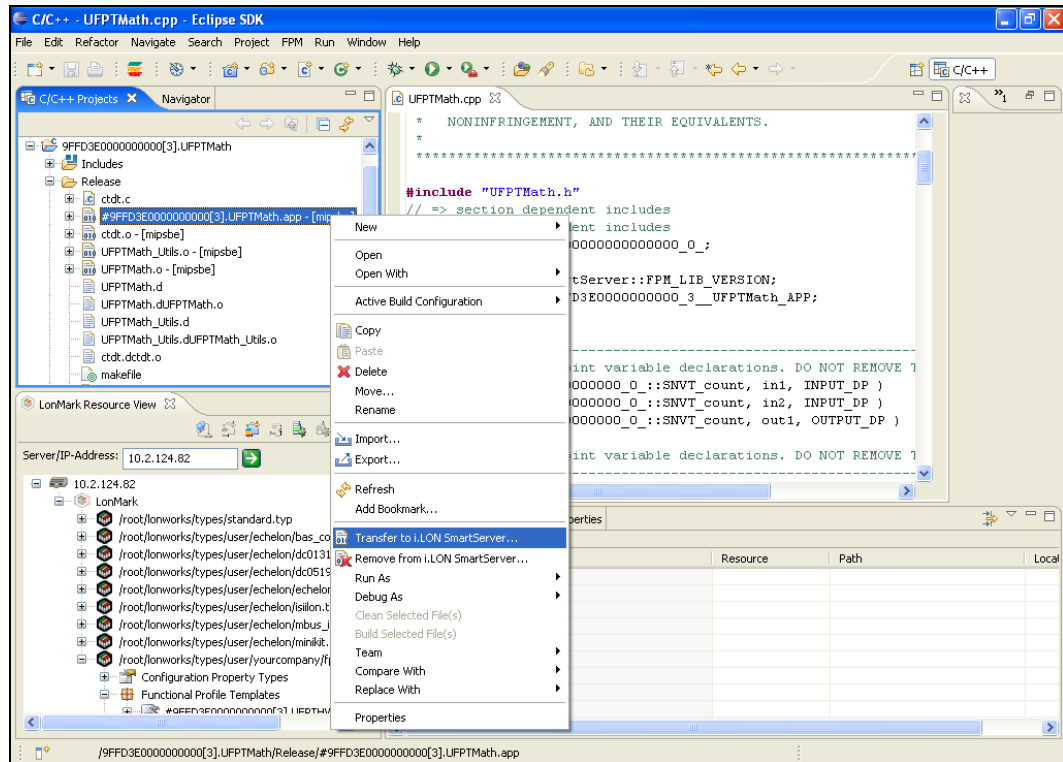 C/C++ - UFPTMath.cpp - Eclipse SDK
File Edit Refactor Navigate Search Project FPM Run Window Help
C/C++
C/C++ Projects
Navigator
9FFD3E0000000000[3].UFPTMath
Includes
Release
ctdt.c
#9FFD3E0000000000[3].UFPTMath.app - [mipsbe]
ctdt.o - [mipsbe]
UFPTMath_Utils.o - [mipsbe]
UFPTMath.o - [mipsbe]
UFPTMath.d
UFPTMath.dUFPTMath.o
UFPTMath_Utils.d
UFPTMath_Utils.dUFPTMath_Utils.o
ctdt.dctdt.o
makefile
UFPTMath.cpp
* NONINFRINGEMENT, AND THEIR EQUIVALENTS.
*
#include "UFPTMath.h"
// => section dependent includes
dent includes
00000000000000_0_;
tServer::FPM_LIB_VERSION;
D3E0000000000_3__UFPTMath_APP;
int variable declarations. DO NOT REMOVE T
0000000_0_::SNVT_count, in1, INPUT_DP )
0000000_0_::SNVT_count, in2, INPUT_DP )
0000000_0_::SNVT_count, out1, OUTPUT_DP )
int variable declarations. DO NOT REMOVE T
1
New
Open
Open With
Active Build Configuration
Copy
Paste
Delete
Move...
Rename
Import...
Export...
Refresh
Add Bookmark...
Transfer to i.LON SmartServer...
Remove from i.LON SmartServer...
Run As
Debug As
Clean Selected File(s)
Build Selected File(s)
Team
Compare With
Replace With
Properties
LonMark Resource View
Server/IP-Address: 10.2.124.82
10.2.124.82
LonMark
/root/lonworks/types/standard.typ
/root/lonworks/types/user/echelon/bas_co
/root/lonworks/types/user/echelon/dc0131
/root/lonworks/types/user/echelon/dc0519
/root/lonworks/types/user/echelon/echelon
/root/lonworks/types/user/echelon/isiilon.t
/root/lonworks/types/user/echelon/mbus_i
/root/lonworks/types/user/echelon/minikit.
/root/lonworks/types/user/yourcompany/f
Configuration Property Types
Functional Profile Templates
#9FFD3E0000000000[3].UFPTHV
perties
Resource Path Local
/9FFD3E0000000000[3].UFPTMath/Release/#9FFD3E0000000000[3].UFPTMath.app